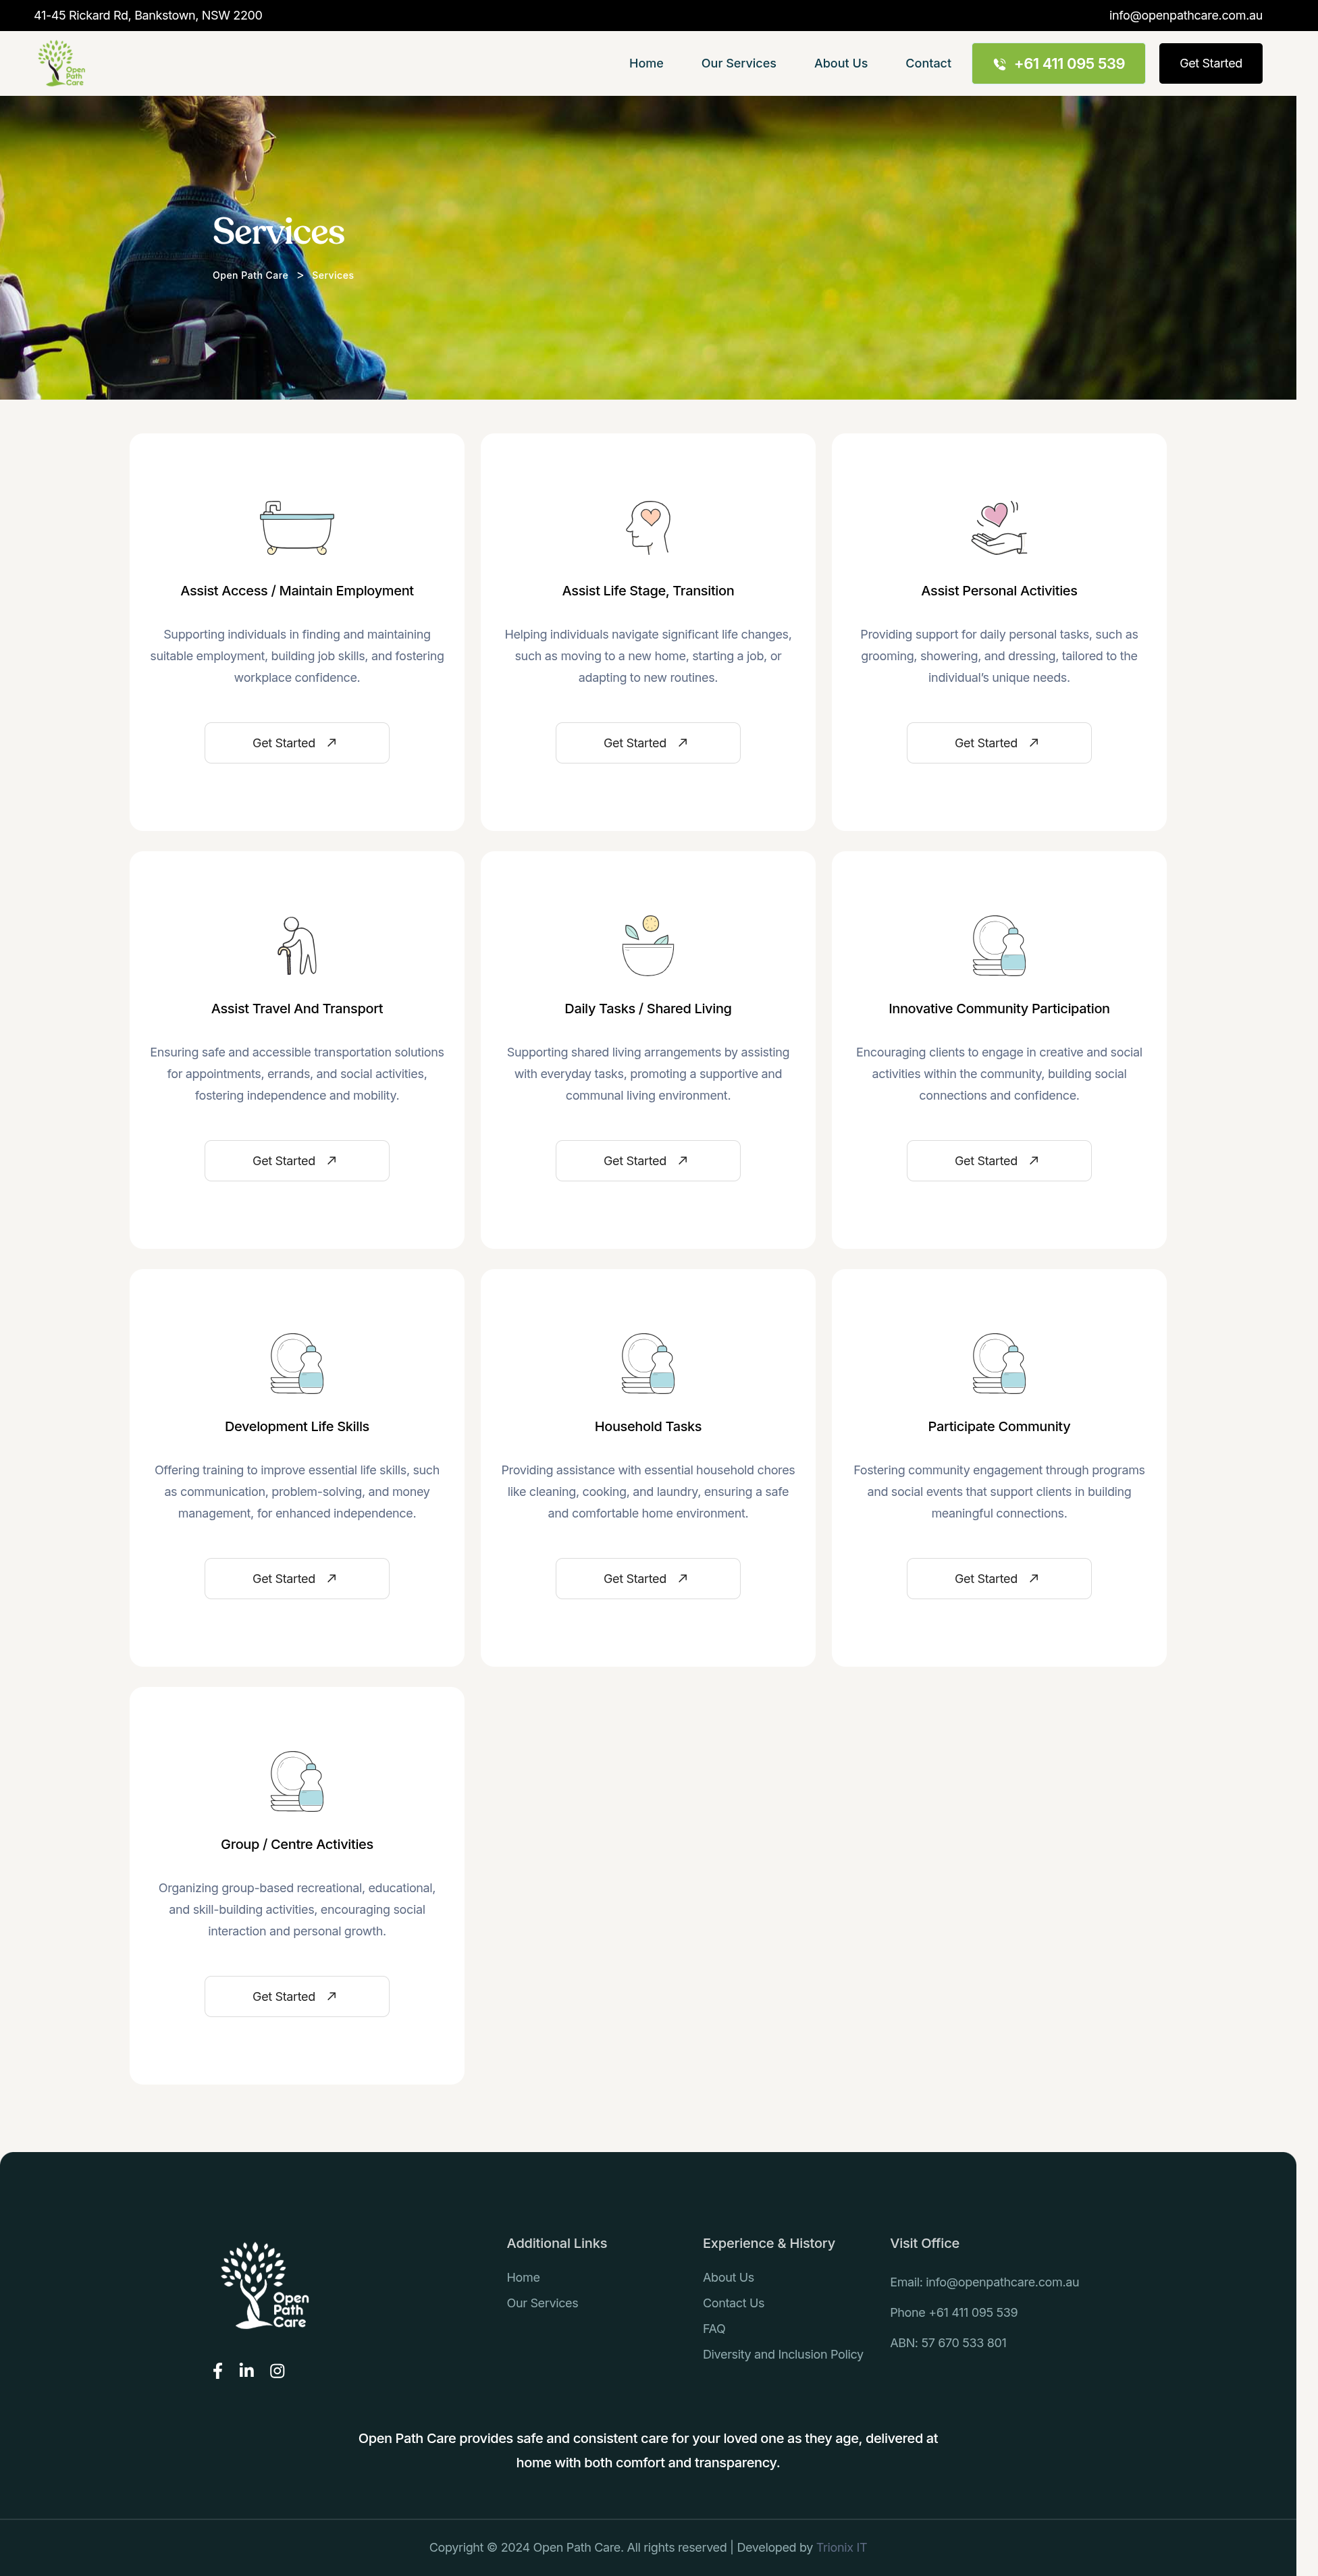 41-45 Rickard Rd, Bankstown, NSW 2200
info@openpathcare.com.au
Open
Path
Care
Home
Our Services
About Us
Contact
+61 411 095 539
Get Started
Services
Open Path Care > Services
Assist Access / Maintain Employment
Supporting individuals in finding and maintaining
suitable employment, building job skills, and fostering
workplace confidence.
Get Started
Assist Life Stage, Transition
Helping individuals navigate significant life changes,
such as moving to a new home, starting a job, or
adapting to new routines.
Get Started
Assist Personal Activities
Providing support for daily personal tasks, such as
grooming, showering, and dressing, tailored to the
individual’s unique needs.
Get Started
Assist Travel And Transport
Ensuring safe and accessible transportation solutions
for appointments, errands, and social activities,
fostering independence and mobility.
Get Started
Daily Tasks / Shared Living
Supporting shared living arrangements by assisting
with everyday tasks, promoting a supportive and
communal living environment.
Get Started
Innovative Community Participation
Encouraging clients to engage in creative and social
activities within the community, building social
connections and confidence.
Get Started
Development Life Skills
Offering training to improve essential life skills, such
as communication, problem-solving, and money
management, for enhanced independence.
Get Started
Household Tasks
Providing assistance with essential household chores
like cleaning, cooking, and laundry, ensuring a safe
and comfortable home environment.
Get Started
Participate Community
Fostering community engagement through programs
and social events that support clients in building
meaningful connections.
Get Started
Group / Centre Activities
Organizing group-based recreational, educational,
and skill-building activities, encouraging social
interaction and personal growth.
Get Started
Open
Path
Care
Additional Links
Home
Our Services
Experience & History
About Us
Contact Us
FAQ
Diversity and Inclusion Policy
Visit Office
Email: info@openpathcare.com.au
Phone +61 411 095 539
ABN: 57 670 533 801
Open Path Care provides safe and consistent care for your loved one as they age, delivered at
home with both comfort and transparency.
Copyright © 2024 Open Path Care. All rights reserved | Developed by Trionix IT